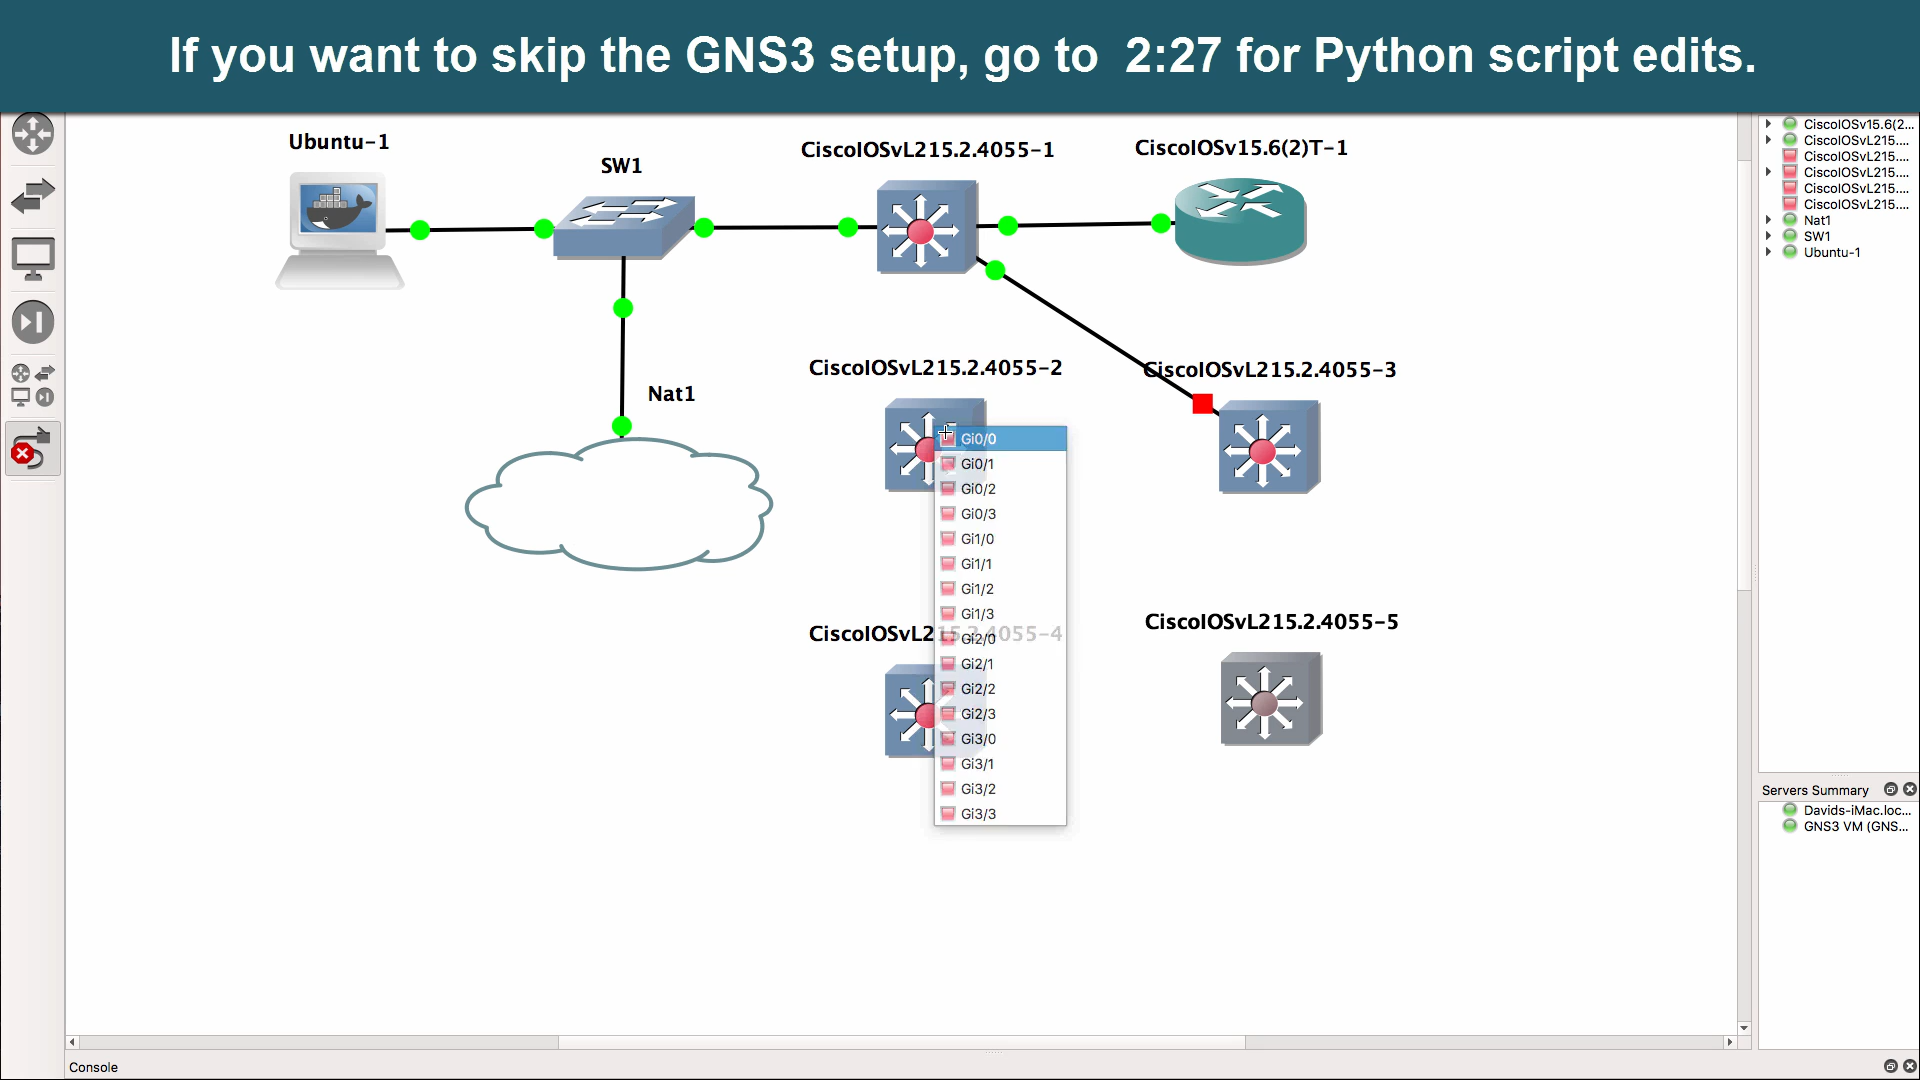 If you want to skip the GNS3 setup, go to 2:27 for Python script edits.
Ubuntu-1
SW1
CiscoIOSvL215.2.4055-1
CiscoIOSv15.6(2)T-1
Nat1
CiscoIOSvL215.2.4055-2
CiscoIOSvL215.2.4055-3
Gi0/0
Gi0/1
Gi0/2
Gi0/3
Gi1/0
Gi1/1
Gi1/2
Gi1/3
Gi2/0
Gi2/1
Gi2/2
Gi2/3
Gi3/0
Gi3/1
Gi3/2
Gi3/3
CiscoIOSvL215.2.4055-4
CiscoIOSvL215.2.4055-5
CiscoIOSv15.6(2...
CiscoIOSvL215....
CiscoIOSvL215....
CiscoIOSvL215....
CiscoIOSvL215....
CiscoIOSvL215....
Nat1
SW1
Ubuntu-1
Servers Summary
Davids-iMac.loc...
GNS3 VM (GNS...
Console